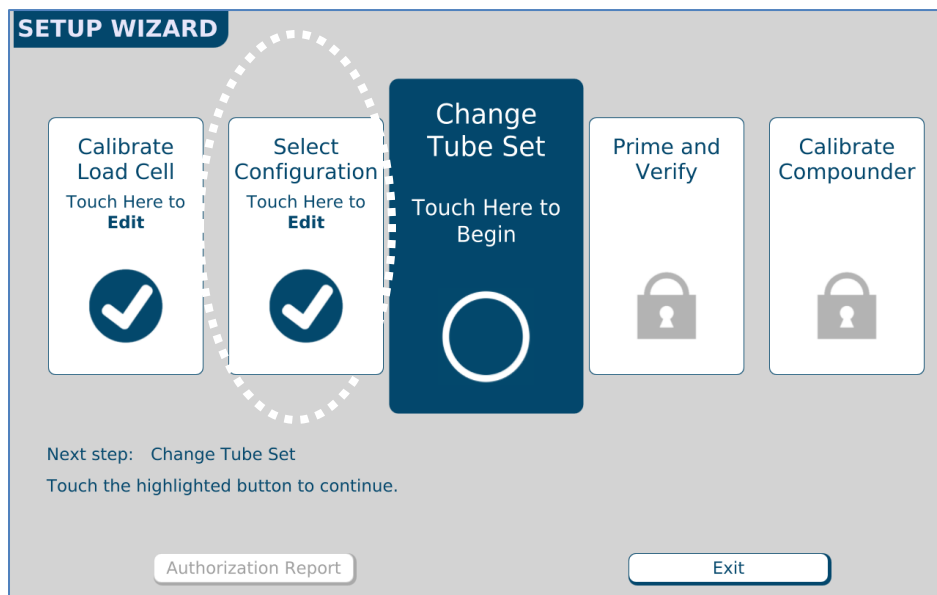 SETUP WIZARD
Calibrate
Load Cell
Touch Here to
Edit
Select
Configuration
Touch Here to
Edit
Change
Tube Set
Touch Here to
Begin
Prime and
Verify
Calibrate
Compounder
Next step: Change Tube Set
Touch the highlighted button to continue.
Authorization Report
Exit